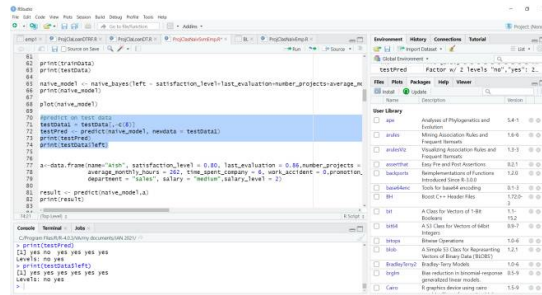 RStudio
File Edit Code View Plots Session Build Debug Profile Tools Help
Go to file/function
Addins
Project: (None)
Source on Save
Run
Source
61
62 print(trainData)
63 print(testData)
64
65 naive_model <- naive_bayes(left ~ satisfaction_level+last_evaluation+number_projects+average_m
66 print(naive_model)
67
68 plot(naive_model)
69
70 #predict on test data
71 testData1 <- testData[,-c(8)]
72 testPred <- predict(naive_model, newdata = testData1)
73 print(testPred)
74 print(testData$left)
75
76
77 a<-data.frame(name="Aish", satisfaction_level = 0.80, last_evaluation = 0.86,number_projects =
78 average_monthly_hours = 262, time_spent_company = 6, work_accident = 0,promotion_
79 department = "sales", salary = "medium",salary_level = 2)
80
81 result <- predict(naive_model,a)
82 print(result)
83
74:21 (Top Level)
R Script
Console Terminal Jobs
> print(testPred)
[1] yes no yes yes yes yes
Levels: no yes
> print(testData$left)
[1] yes yes yes yes yes yes
Levels: no yes
>
Environment History Connections Tutorial
Import Dataset
List
Global Environment
testPred Factor w/ 2 levels "no","yes": 2..
Files Plots Packages Help Viewer
Install Update
Name Description Version
User Library
ape Analyses of Phylogenetics and Evolution 5.4-1
arules Mining Association Rules and Frequent Itemsets 1.6-6
arulesViz Visualizing Association Rules and Frequent Itemsets
assertthat Easy Pre and Post Assertions 0.2.1
backports Reimplementations of Functions Introduced Since R-3.0.0 1.2.0
base64enc Tools for base64 encoding 0.1-3
BH Boost C++ Header Files 1.72.0-3
bit A Class for Vectors of 1-Bit Booleans 1.1-15.2
bit64 A S3 Class for Vectors of 64bit Integers 0.9-7
bitops Bitwise Operations 1.0-6
blob A Simple S3 Class for Representing Vectors of Binary Data ('BLOBS') 1.2.1
BradleyTerry2 Bradley-Terry Models
brglm Bias reduction in binomial-response generalized linear models.
Cairo R graphics device using cairo